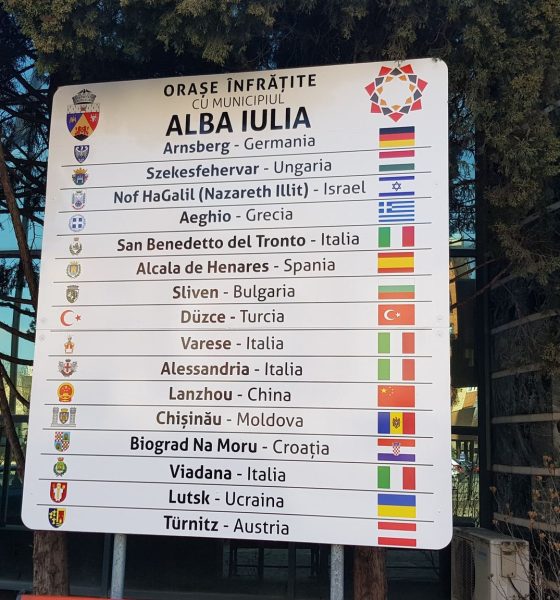 ORAȘE ÎNFRĂȚITE
CU MUNICIPIUL
ALBA IULIA
Arnsberg - Germania
Szekesfehervar - Ungaria
Nof HaGalil (Nazareth Illit) - Israel
Aeghio - Grecia
San Benedetto del Tronto - Italia
Alcala de Henares - Spania
Sliven - Bulgaria
Düzce - Turcia
Varese - Italia
Alessandria - Italia
Lanzhou - China
Chișinău - Moldova
Biograd Na Moru - Croația
Viadana - Italia
Lutsk - Ucraina
Türnitz - Austria